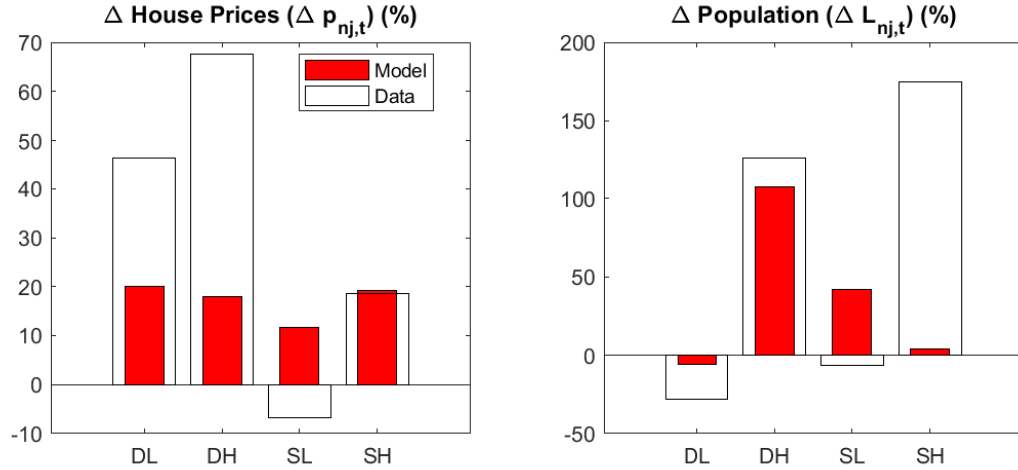 Δ House Prices (Δ p_nj,t) (%)
70
60
50
40
30
20
10
0
-10
DL DH SL SH
Model
Data
Δ Population (Δ L_nj,t) (%)
200
150
100
50
0
-50
DL DH SL SH